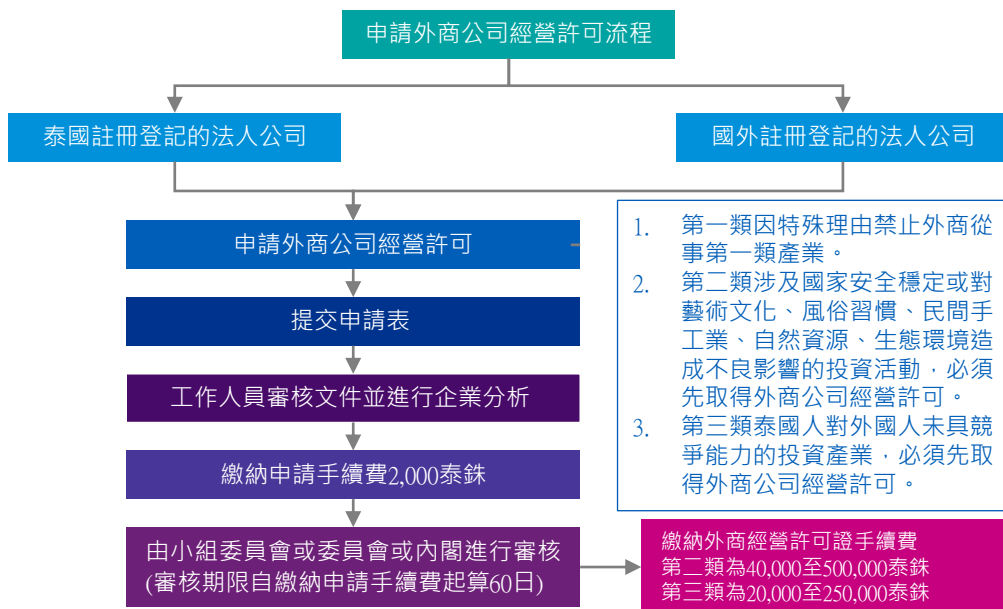 申請外商公司經營許可流程
泰國註冊登記的法人公司
國外註冊登記的法人公司
申請外商公司經營許可
提交申請表
工作人員審核文件並進行企業分析
繳納申請手續費2,000泰銖
由小組委員會或委員會或內閣進行審核
(審核期限自繳納申請手續費起算60日)
1. 第一類因特殊理由禁止外商從
事第一類產業。
2. 第二類涉及國家安全穩定或對
藝術文化、風俗習慣、民間手
工業、自然資源、生態環境造
成不良影響的投資活動，必須
先取得外商公司經營許可。
3. 第三類泰國人對外國人未具競
爭能力的投資產業，必須先取
得外商公司經營許可。
繳納外商經營許可證手續費
第二類為40,000至500,000泰銖
第三類為20,000至250,000泰銖